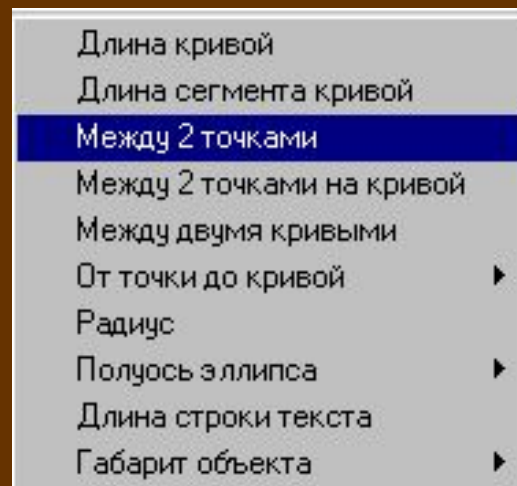 Длина кривой
Длина сегмента кривой
Между 2 точками
Между 2 точками на кривой
Между двумя кривыми
От точки до кривой
Радиус
Полуось эллипса
Длина строки текста
Габарит объекта